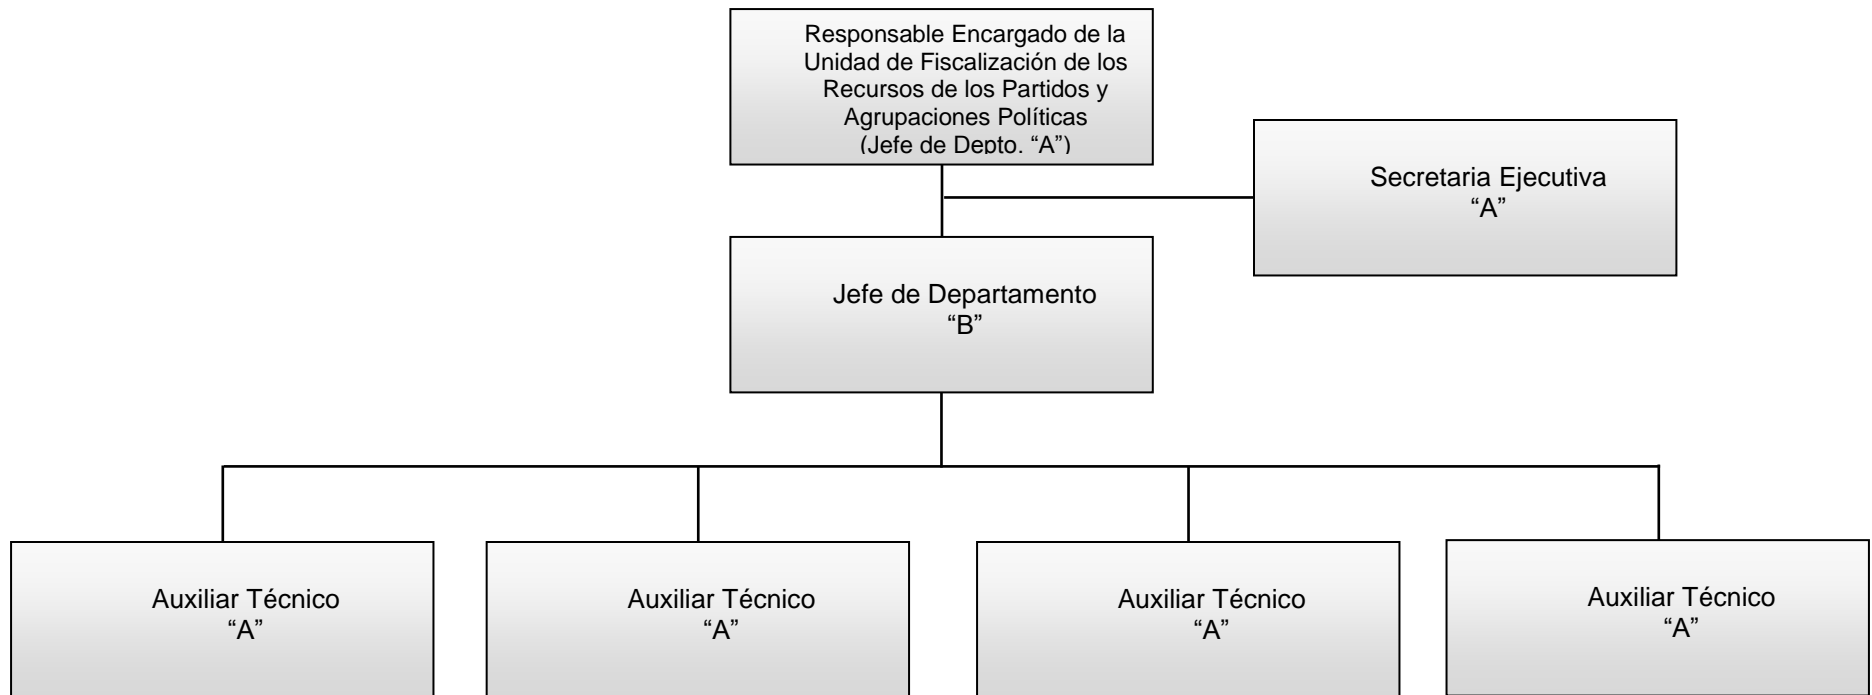 Responsable Encargado de la
Unidad de Fiscalización de los
Recursos de los Partidos y
Agrupaciones Políticas
(Jefe de Depto. “A”)
Secretaria Ejecutiva
“A”
Jefe de Departamento
“B”
Auxiliar Técnico
“A”
Auxiliar Técnico
“A”
Auxiliar Técnico
“A”
Auxiliar Técnico
“A”